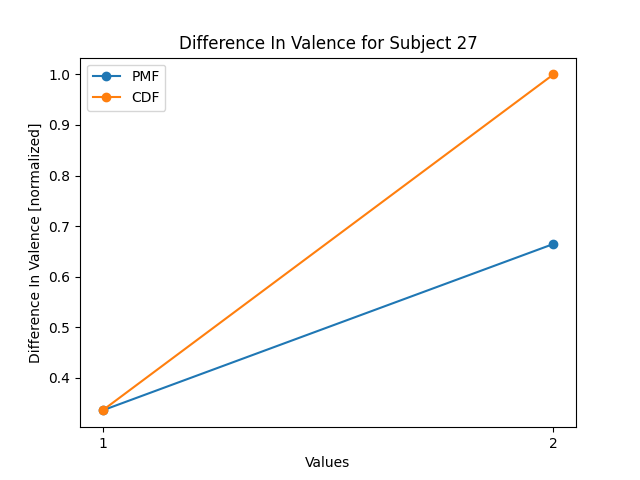 Difference In Valence for Subject 27
PMF
CDF
1.0
0.9
0.8
0.7
0.6
0.5
0.4
Difference In Valence [normalized]
1
2
Values